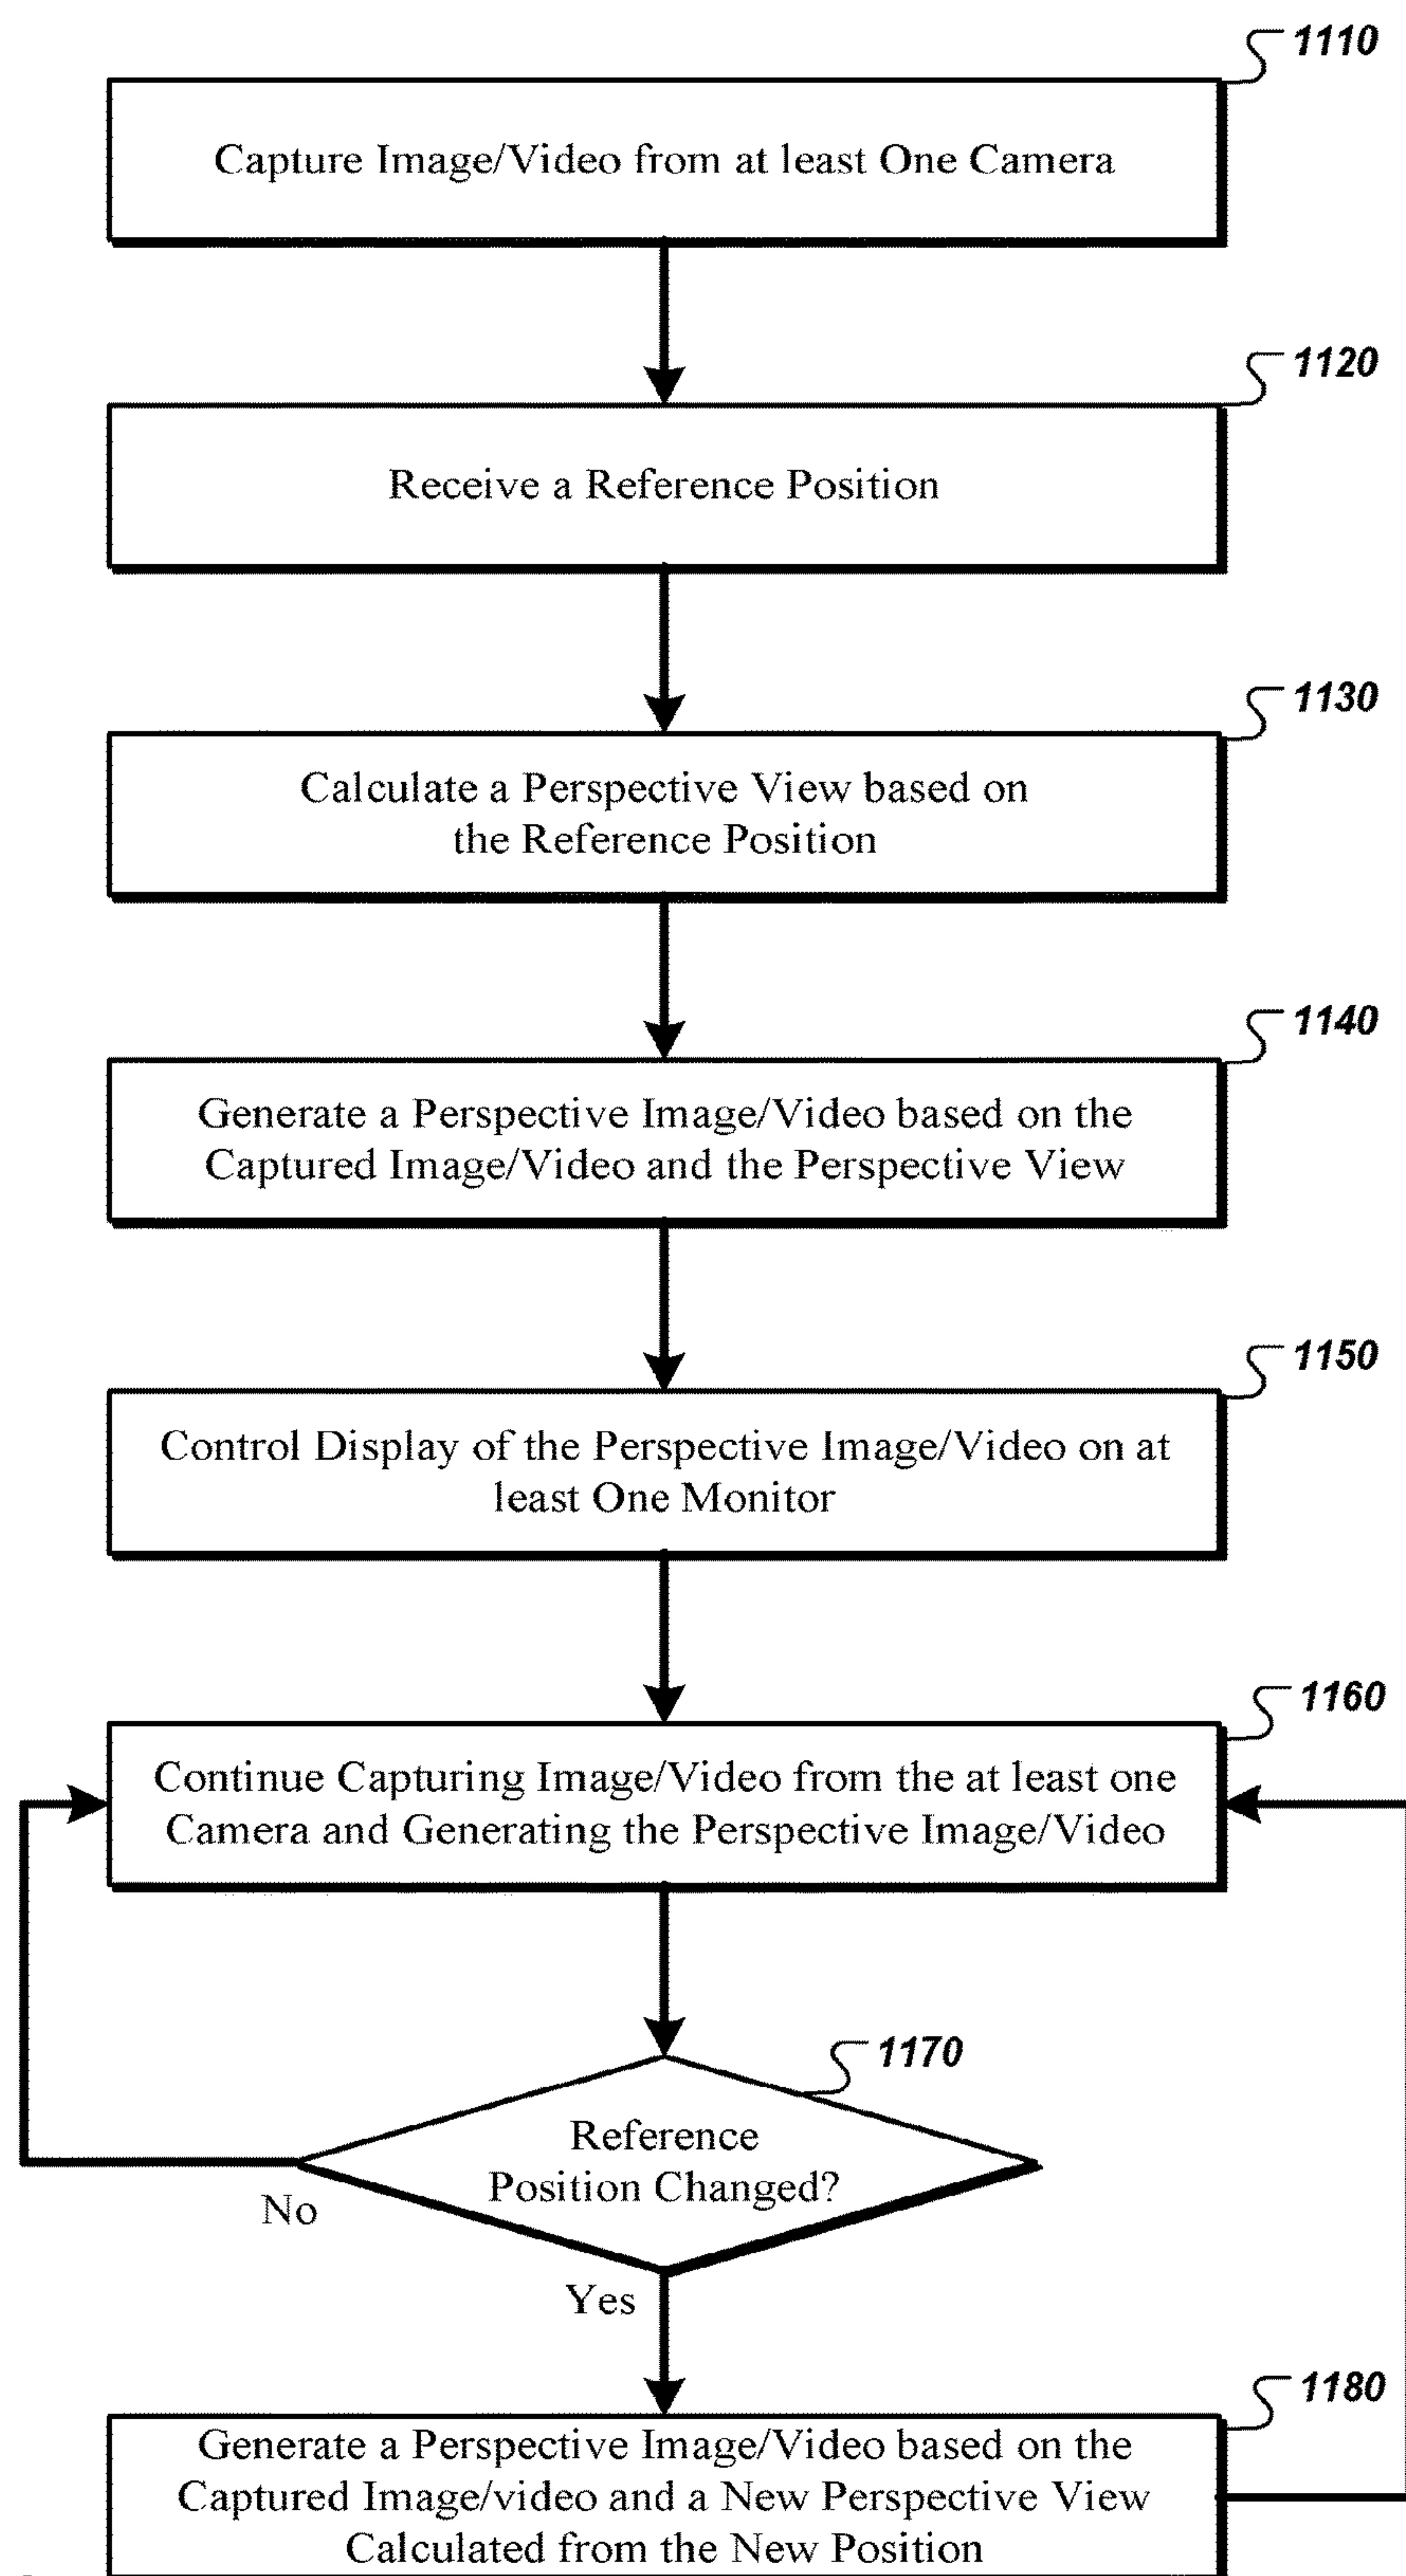 1110
Capture Image/Video from at least One Camera
1120
Receive a Reference Position
1130
Calculate a Perspective View based on
the Reference Position
1140
Generate a Perspective Image/Video based on the
Captured Image/Video and the Perspective View
1150
Control Display of the Perspective Image/Video on at
least One Monitor
1160
Continue Capturing Image/Video from the at least one
Camera and Generating the Perspective Image/Video
1170
Reference
Position Changed?
No
Yes
1180
Generate a Perspective Image/Video based on the
Captured Image/video and a New Perspective View
Calculated from the New Position